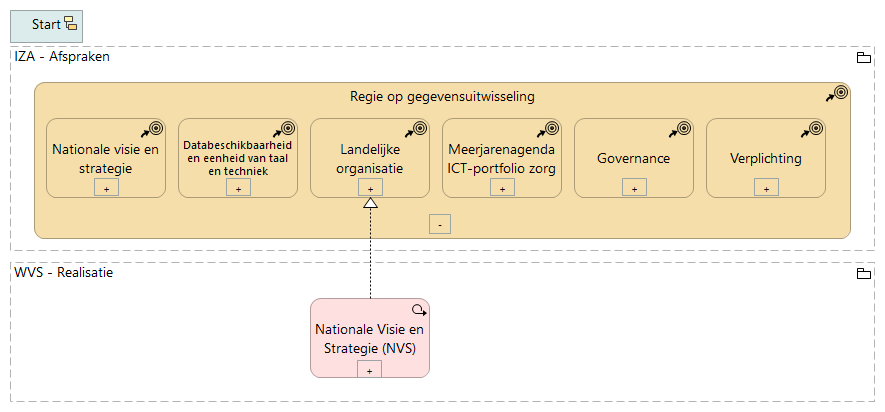 Start
IZA - Afspraken
Regie op gegevensuitwisseling
Nationale visie en
strategie
+
Databeschikbaarheid
en eenheid van taal
en techniek
+
Landelijke
organisatie
+
Meerjarenagenda
ICT-portfolio zorg
+
Governance
+
Verplichting
+
-
WVS - Realisatie
Nationale Visie en
Strategie (NVS)
+